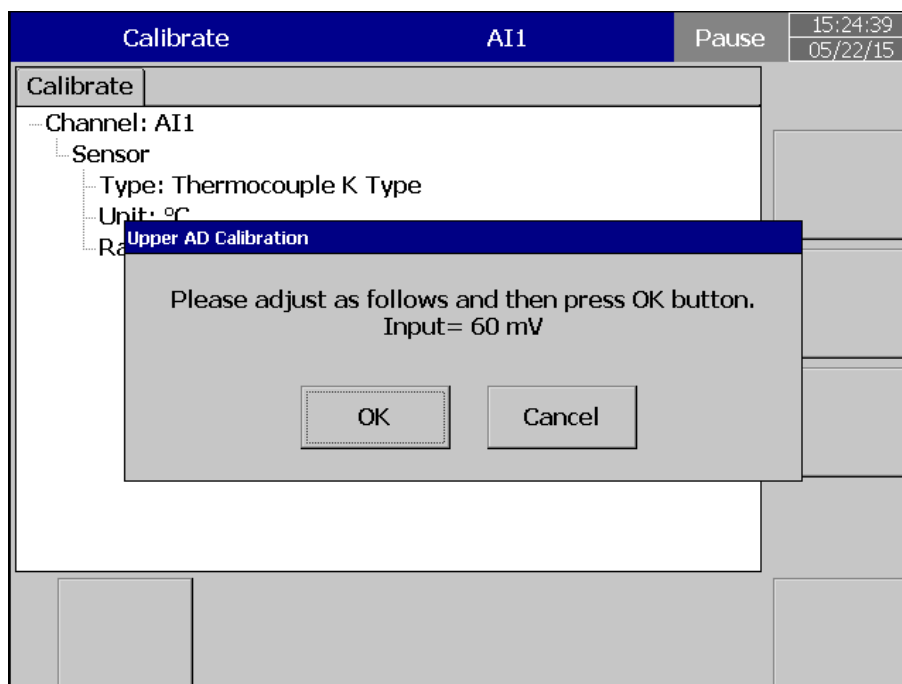 Calibrate AI1 Pause 15:24:39
05/22/15
Calibrate
Channel: AI1
Sensor
Type: Thermocouple K Type
Unit: °C
Upper AD Calibration
Please adjust as follows and then press OK button.
Input= 60 mV
OK Cancel